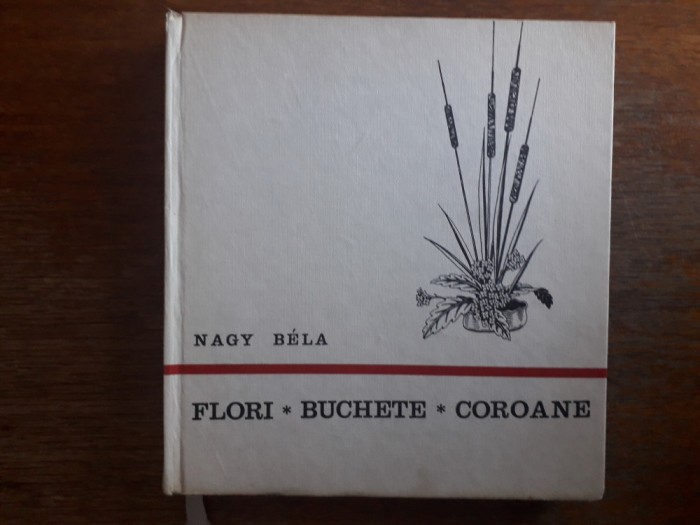 NAGY BÉLA
FLORI * BUCHETE * COROANE